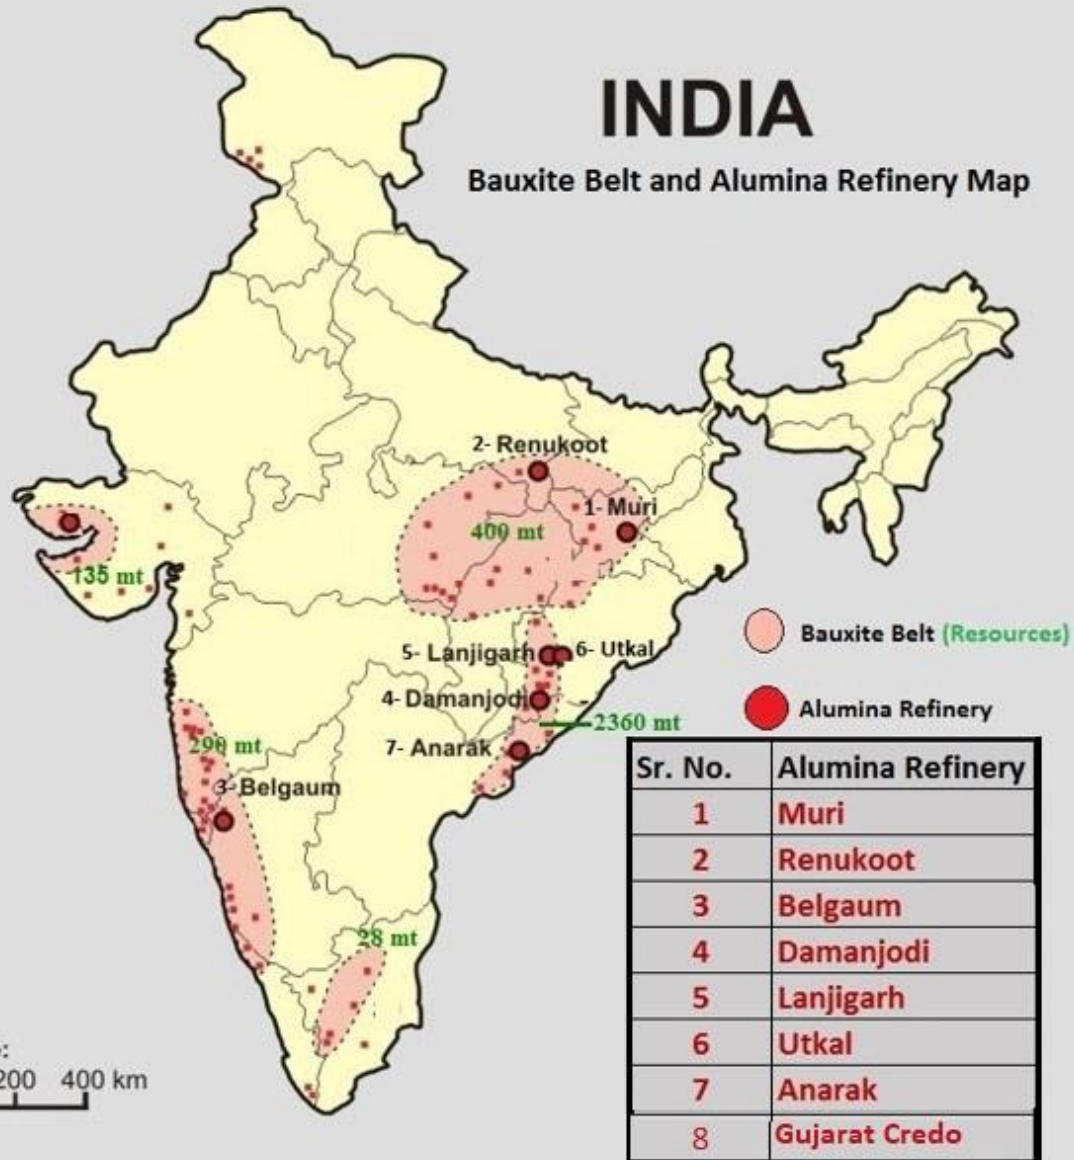 INDIA
Bauxite Belt and Alumina Refinery Map
2- Renukoot
1- Muri
400 mt
135 mt
5- Lanjigarh
6- Utkal
Bauxite Belt (Resources)
4- Damanjodi
Alumina Refinery
2360 mt
290 mt
7- Anarak
3- Belgaum
28 mt
200 400 km
Sr. No. Alumina Refinery
1 Muri
2 Renukoot
3 Belgaum
4 Damanjodi
5 Lanjigarh
6 Utkal
7 Anarak
8 Gujarat Credo